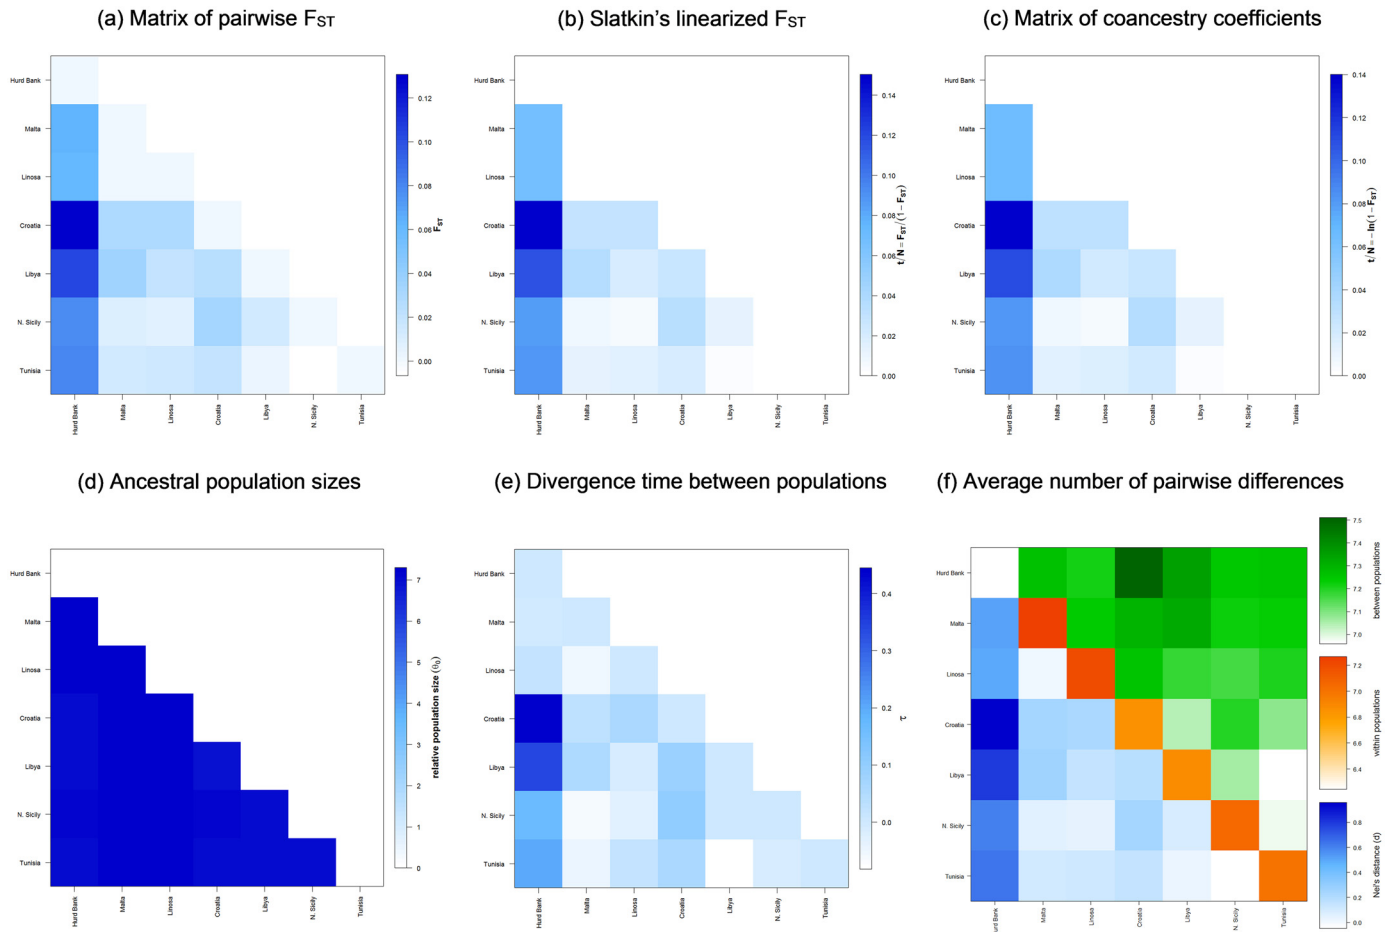 (a) Matrix of pairwise FST
Hurd Bank
Malta
Linosa
Croatia
Libya
N. Sicily
Tunisia
Hurd Bank
Malta
Linosa
Croatia
Libya
N. Sicily
Tunisia
0.12
0.10
0.08
0.06
0.04
0.02
0.00
FST
(b) Slatkin's linearized FST
Hurd Bank
Malta
Linosa
Croatia
Libya
N. Sicily
Tunisia
Hurd Bank
Malta
Linosa
Croatia
Libya
N. Sicily
Tunisia
0.14
0.12
0.10
0.08
0.06
0.04
0.02
0.00
t/N = FST/(1− FST)
(c) Matrix of coancestry coefficients
Hurd Bank
Malta
Linosa
Croatia
Libya
N. Sicily
Tunisia
Hurd Bank
Malta
Linosa
Croatia
Libya
N. Sicily
Tunisia
0.14
0.12
0.10
0.08
0.06
0.04
0.02
0.00
t/N = − ln(1 − FST)
(d) Ancestral population sizes
Hurd Bank
Malta
Linosa
Croatia
Libya
N. Sicily
Tunisia
Hurd Bank
Malta
Linosa
Croatia
Libya
N. Sicily
Tunisia
7
6
5
4
3
2
1
0
relative population size (θ0)
(e) Divergence time between populations
Hurd Bank
Malta
Linosa
Croatia
Libya
N. Sicily
Tunisia
Hurd Bank
Malta
Linosa
Croatia
Libya
N. Sicily
Tunisia
0.4
0.3
0.2
0.1
0.0
τ
(f) Average number of pairwise differences
Hurd Bank
Malta
Linosa
Croatia
Libya
N. Sicily
Tunisia
Hurd Bank
Malta
Linosa
Croatia
Libya
N. Sicily
Tunisia
7.5
7.4
7.3
7.2
7.1
7.0
between populations
7.2
7.0
6.8
6.6
6.4
within populations
0.8
0.6
0.4
0.2
0.0
Nei's distance (d)